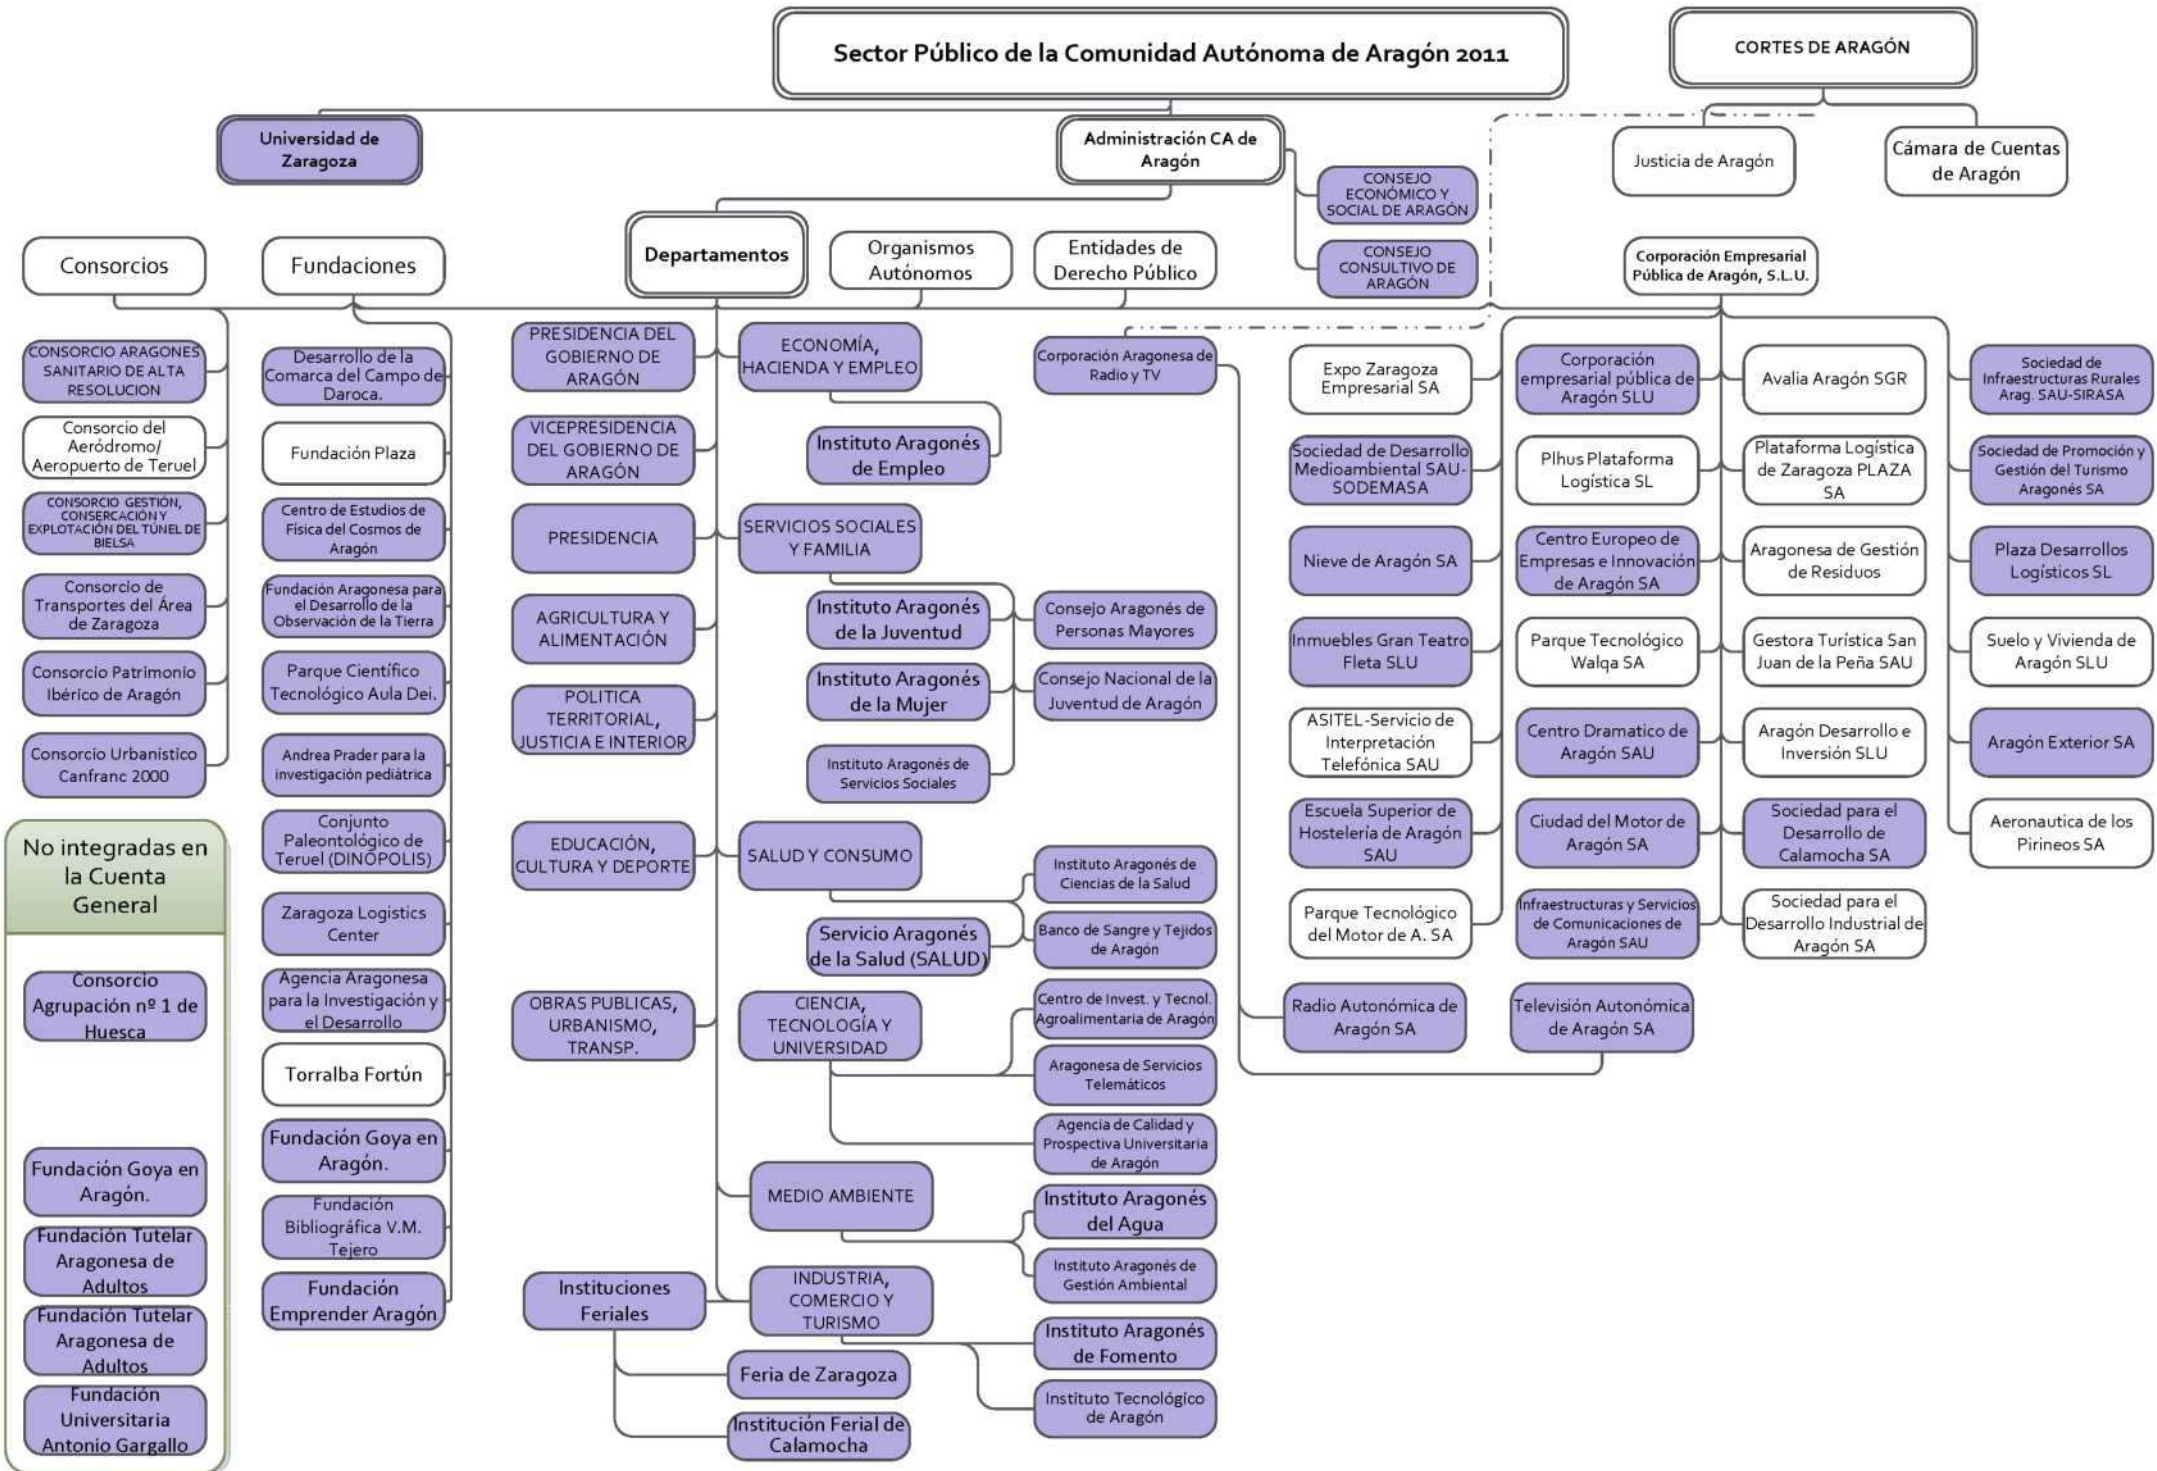 Sector Público de la Comunidad Autónoma de Aragón 2011
CORTES DE ARAGÓN
Universidad de
Zaragoza
Administración CA de
Aragón
Justicia de Aragón
Cámara de Cuentas
de Aragón
CONSEJO
ECONÓMICO Y
SOCIAL DE ARAGÓN
CONSEJO
CONSULTIVO DE
ARAGÓN
Consorcios
Fundaciones
Departamentos
Organismos
Autónomos
Entidades de
Derecho Público
Corporación Empresarial
Pública de Aragón, S.L.U.
CONSORCIO ARAGONES
SANITARIO DE ALTA
RESOLUCION
Consorcio del
Aeródromo/
Aeropuerto de Teruel
CONSORCIO GESTIÓN,
CONSERCACIÓN Y
EXPLOTACIÓN DEL TÚNEL DE
BIELSA
Consorcio de
Transportes del Área
de Zaragoza
Consorcio Patrimonio
Ibérico de Aragón
Consorcio Urbanístico
Canfranc 2000
No integradas en
la Cuenta
General
Consorcio
Agrupación nº 1 de
Huesca
Fundación Goya en
Aragón.
Fundación Tutelar
Aragonesa de
Adultos
Fundación Tutelar
Aragonesa de
Adultos
Fundación
Universitaria
Antonio Gargallo
Desarrollo de la
Comarca del Campo de
Daroca.
Fundación Plaza
Centro de Estudios de
Física del Cosmos de
Aragón
Fundación Aragonesa para
el Desarrollo de la
Observación de la Tierra
Parque Científico
Tecnológico Aula Dei.
Andrea Prader para la
investigación pediátrica
Conjunto
Paleontológico de
Teruel (DINÓPOLIS)
Zaragoza Logistics
Center
Agencia Aragonesa
para la Investigación y
el Desarrollo
Torralba Fortún
Fundación Goya en
Aragón.
Fundación
Bibliográfica V.M.
Tejero
Fundación
Emprender Aragón
PRESIDENCIA DEL
GOBIERNO DE
ARAGÓN
VICEPRESIDENCIA
DEL GOBIERNO DE
ARAGÓN
PRESIDENCIA
AGRICULTURA Y
ALIMENTACIÓN
POLITICA
TERRITORIAL,
JUSTICIA E INTERIOR
EDUCACIÓN,
CULTURA Y DEPORTE
OBRAS PUBLICAS,
URBANISMO,
TRANSP.
Instituciones
Feriales
ECONOMÍA,
HACIENDA Y EMPLEO
Instituto Aragonés
de Empleo
SERVICIOS SOCIALES
Y FAMILIA
Instituto Aragonés
de la Juventud
Instituto Aragonés
de la Mujer
Instituto Aragonés de
Servicios Sociales
SALUD Y CONSUMO
Servicio Aragonés
de la Salud (SALUD)
CIENCIA,
TECNOLOGÍA Y
UNIVERSIDAD
MEDIO AMBIENTE
INDUSTRIA,
COMERCIO Y
TURISMO
Feria de Zaragoza
Institución Ferial de
Calamocha
Corporación Aragonesa de
Radio y TV
Consejo Aragonés de
Personas Mayores
Consejo Nacional de la
Juventud de Aragón
Instituto Aragonés de
Ciencias de la Salud
Banco de Sangre y Tejidos
de Aragón
Centro de Invest. y Tecnol.
Agroalimentaria de Aragón
Aragonesa de Servicios
Telemáticos
Agencia de Calidad y
Prospectiva Universitaria
de Aragón
Instituto Aragonés
del Agua
Instituto Aragonés de
Gestión Ambiental
Instituto Aragonés
de Fomento
Instituto Tecnológico
de Aragón
Expo Zaragoza
Empresarial SA
Sociedad de Desarrollo
Medioambiental SAU-
SODEMASA
Nieve de Aragón SA
Inmuebles Gran Teatro
Fleta SLU
ASITEL-Servicio de
Interpretación
Telefónica SAU
Escuela Superior de
Hostelería de Aragón
SAU
Parque Tecnológico
del Motor de A. SA
Radio Autonómica de
Aragón SA
Corporación
empresarial pública de
Aragón SLU
Plhus Plataforma
Logística SL
Centro Europeo de
Empresas e Innovación
de Aragón SA
Parque Tecnológico
Walqa SA
Centro Dramatico de
Aragón SAU
Ciudad del Motor de
Aragón SA
Infraestructuras y Servicios
de Comunicaciones de
Aragón SAU
Televisión Autonómica
de Aragón SA
Avalia Aragón SGR
Plataforma Logística
de Zaragoza PLAZA
SA
Aragonesa de Gestión
de Residuos
Gestora Turística San
Juan de la Peña SAU
Aragón Desarrollo e
Inversión SLU
Sociedad para el
Desarrollo de
Calamocha SA
Sociedad para el
Desarrollo Industrial de
Aragón SA
Sociedad de
Infraestructuras Rurales
Arag. SAU-SIRASA
Sociedad de Promoción y
Gestión del Turismo
Aragonés SA
Plaza Desarrollos
Logísticos SL
Suelo y Vivienda de
Aragón SLU
Aragón Exterior SA
Aeronautica de los
Pirineos SA